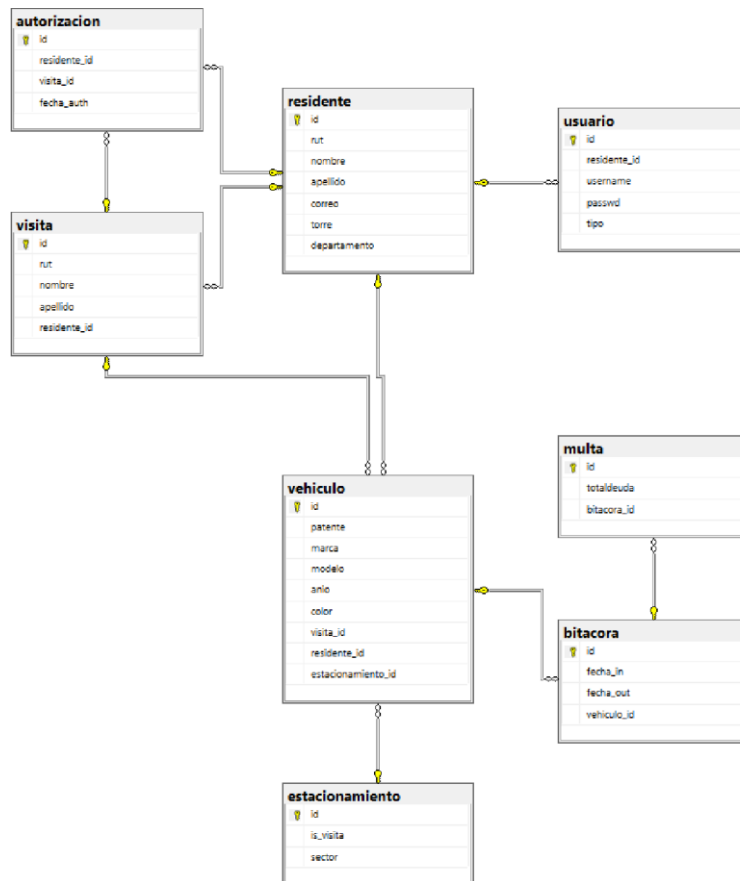 autorizacion
id
residente_id
visita_id
fecha_auth
residente
id
rut
nombre
apellido
correo
torre
departamento
usuario
id
residente_id
username
passwd
tipo
visita
id
rut
nombre
apellido
residente_id
vehiculo
id
patente
marca
modelo
anio
color
visita_id
residente_id
estacionamiento_id
multa
id
totaldeuda
bitacora_id
bitacora
id
fecha_in
fecha_out
vehiculo_id
estacionamiento
id
is_visita
sector